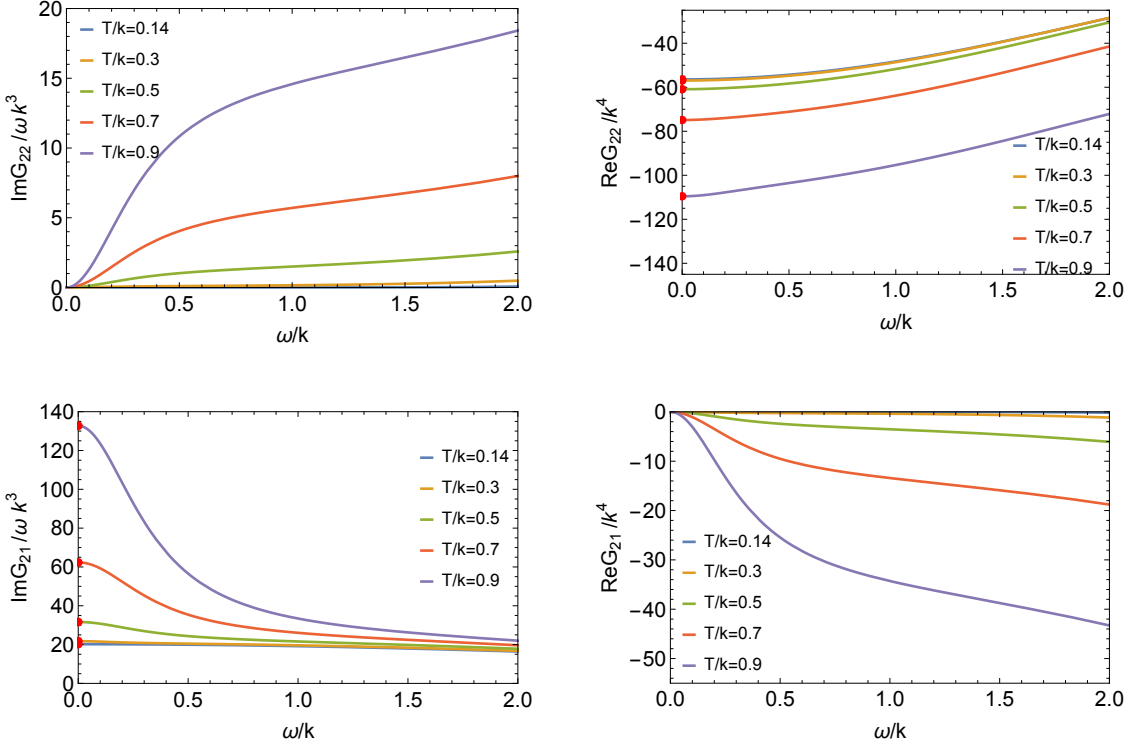 20
15
10
5
0
ImG22/ω k^3
T/k=0.14
T/k=0.3
T/k=0.5
T/k=0.7
T/k=0.9
0.0 0.5 1.0 1.5 2.0
ω/k
−40
−60
−80
−100
−120
−140
ReG22/k^4
T/k=0.14
T/k=0.3
T/k=0.5
T/k=0.7
T/k=0.9
0.0 0.5 1.0 1.5 2.0
ω/k
140
120
100
80
60
40
20
0
ImG21/ω k^3
T/k=0.14
T/k=0.3
T/k=0.5
T/k=0.7
T/k=0.9
0.0 0.5 1.0 1.5 2.0
ω/k
0
−10
−20
−30
−40
−50
ReG21/k^4
T/k=0.14
T/k=0.3
T/k=0.5
T/k=0.7
T/k=0.9
0.0 0.5 1.0 1.5 2.0
ω/k